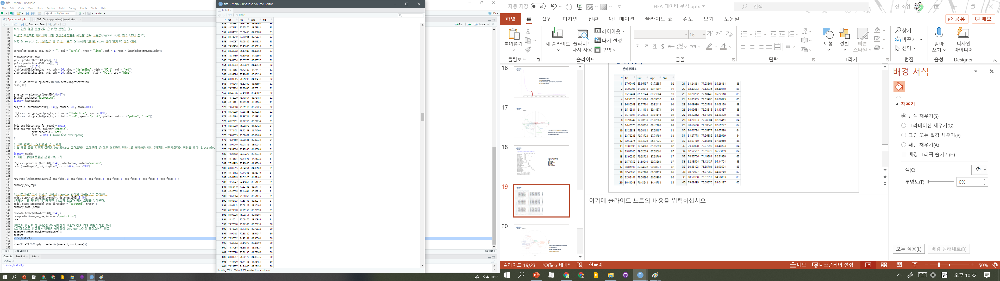 fifa - main - RStudio
File Edit Code View Plots Session Build Debug Profile Tools Help
Go to file/function
Addins
fifa
6.pca clustering.R*
fifa21 %>% dplyr::select(c(overall, short...
Source on Save
Run
Source
86 #(2) 단지 평균 분산보다 큰 PC만 선별할 것.
87
88 #(만약 표준화한 데이터에 대한 상관관계행렬을 사용할 경우 고유값(eigenvalue)이 최소 1보다 큰 PC)
89
90 #(3) Scree plot 을 그려봤을 때 꺽이는 부분 (elbow)이 있다면 elbow 지점 앞의 PC 개수 선택.
91
92
93 screeplot(best500.pca, main = "", col = "purple", type = "lines", pch = 1, npcs = length(best500.pca$sdev))
94
95 biplot(best500.pca)
96 yv <- predict(best500.pca)[, 1]
97 yv2 <- predict(best500.pca)[, 2]
98 par(mfrow = c(1,2))
99 plot(best500$defending, yv, pch = 16, xlab = "defending", ylab = "PC 1", col = "red")
100 plot(best500$shooting, yv2, pch = 16, xlab = "shooting", ylab = "PC 2", col = "blue")
101
102
103 PRC <- as.matrix(log.best500) %*% best500.pca$rotation
104 head(PRC)
105
106
107 e_value <- eigen(cor(best500[,8:40]))
108 install.packages("factoextra")
109 library(factoextra)
110
111 pca_fs <- prcomp(best500[,8:40], center=TRUE, scale=TRUE)
112
113 p3_fs <- fviz_pca_var(pca_fs, col.var = "Slate Blue", repel = TRUE)
114 p4_fs <- fviz_pca_ind(pca_fs, col.ind = "cos2", geom = "point", gradient.cols = c("yellow", "blue"))
115
116
117 fviz_pca_biplot(pca_fs, repel = FALSE)
118 fviz_pca_var(pca_fs, col.var="contrib",
119 gradient.cols = "Set1",
120 repel = TRUE # Avoid text overlapping
121 )
122
123 # 어떤 요인을 주요인으로 할 것인지
124 # 몇 개를 뽑을 것인지 결정은 best500.pca 그래프에서 고유근이 1이상인 경우까지 인자수를 채택하곤 해서 7까지만 선택하겠다는 판단을 했다. & pca plot
125
126 library(psych)
127 # 그래프 상에서주성분 분석 70%, 7개.
128
129 p5_os <- principal(best500[,8:40], nfactors=7, rotate="varimax")
130 print(loadings(p5_os), digits=2, cutoff=0.4, sort=TRUE)
131
132
133
134 new_reg<-lm(best500$overall~pca_fs$x[,1]+pca_fs$x[,2]+pca_fs$x[,3]+pca_fs$x[,4]+pca_fs$x[,5]+pca_fs$x[,6]+pca_fs$x[,7])
135
136 summary(new_reg)
137
138
139 #주성분회귀분석과 비교를 위해서 stepwise 방식의 회귀모델을 분석한다.
140 model_step<-lm(best500$overall~.,data=best500[,8:40])
141 #독립변수를 하나씩 제거해가면서 AIC가 최소가 되는 모델을 찾아본다.
142 model_step<-step(model_step,direction = "backward", trace=T)
143 summary(model_step)
144
145 nx=data.frame(data=best500[,8:40])
146 pre=predict(new_reg,nx,interval="prediction")
147 pre
148
149 #비교의 방법은 fit(예측값)과 실제값의 부호가 같은 경우 정답이라고 인식
150 #그 다음으로 비교하는 방법은 실제값이 lwr, upr 사이에 들어오는지 비교
151 testset<-cbind(pre,best500$overall)
152 testset
153 View(testset)
154
155 View(fifa21 %>% dplyr::select(c(overall,short_name)))
156
154:1 (Top Level)
R Script
Console Terminal Jobs
C:/fifa/
> View(testset)
>
오후 10:32
fifa - main - RStudio Source Editor
testset
Filter
fit lwr upr V4
553 81.78132 77.77376 85.78888 83
554 85.04332 81.02456 89.06208 83
555 81.74919 77.74006 85.75831 83
556 81.00657 76.99489 85.01824 83
557 79.95936 75.95056 83.96816 83
558 80.48902 76.47942 84.49862 83
559 80.31759 76.30623 84.32894 83
560 79.64554 75.63770 83.65337 82
561 80.39203 76.37876 84.40530 82
562 80.73653 76.72829 84.74477 82
563 81.99396 77.98654 86.00139 82
564 80.01865 76.01298 84.02431 82
565 79.63248 75.62800 83.63697 82
566 79.75204 75.73696 83.76712 82
567 81.45826 77.45031 85.46622 82
568 79.72020 75.70857 83.73183 82
569 80.11331 76.10368 84.12293 82
570 79.61668 75.61110 83.62225 82
571 81.39399 77.38446 85.40353 82
572 82.87154 78.85784 86.88524 82
573 81.27251 77.26768 85.27734 81
574 80.59500 76.58878 84.60123 81
575 77.73473 73.72155 81.74790 81
576 79.83033 75.82664 83.83403 81
577 78.27169 74.25604 82.28733 81
578 80.99040 76.97832 85.00248 81
579 79.99006 75.97930 84.00083 81
580 78.28602 74.27470 82.29733 81
581 83.12307 79.11592 87.13022 81
582 77.91963 73.90886 81.93040 81
583 80.86215 76.84261 84.88169 81
584 81.15162 77.14308 85.16016 81
585 80.61865 76.61326 84.62404 81
586 78.50747 74.49863 82.51632 81
587 81.53410 77.52708 85.54111 81
588 82.46005 78.44694 86.47316 81
589 79.60864 75.60052 83.61676 81
590 81.68703 77.68193 85.69214 81
591 81.09113 77.08122 85.10105 81
592 81.71870 77.71150 85.72590 81
593 81.00526 76.99551 85.01501 81
594 81.10011 77.09476 85.10546 81
595 79.77568 75.76505 83.78630 80
596 78.78326 74.77818 82.78834 80
597 81.90463 77.89880 85.91047 80
598 78.97852 74.97141 82.98564 80
599 79.42584 75.41270 83.43899 80
600 79.87054 75.86581 83.87527 80
601 77.76898 73.76130 81.77666 80
602 80.81257 76.80179 84.82335 80
603 77.44796 73.44138 81.45453 80
604 78.24577 74.24000 82.25154 80
Showing 552 to 604 of 1,500 entries, 4 total columns
자동 저장 끔
FIFA 데이터 분석.pptx
검색
장 소영
파일 홈 삽입 디자인 전환 애니메이션 슬라이드 쇼 검토 보기 도움말
공유 메모
붙여넣기
클립보드
새 슬라이드
슬라이드 다시 사용
레이아웃
다시 설정
구역
슬라이드
16
글꼴
단락
도형
정렬
빠른 스타일
그리기
찾기
바꾸기
선택
편집
받아쓰기
음성
디자인 아이디어
Designer
16
17
18
19
20
분석 주제 4
fit lwr upr V4
1 87.69496 83.66137 91.72855 92
2 85.09908 81.08218 89.11597 91
3 85.19464 81.17044 89.21884 91
4 84.37325 80.35594 88.39057 90
5 86.80058 82.77701 90.82415 90
6 85.12881 81.11188 89.14574 90
7 85.78897 81.76378 89.81416 89
8 81.91749 77.90636 85.92863 88
9 84.40376 80.38556 88.42196 88
10 83.22835 79.20483 87.25187 88
11 83.73243 79.71728 87.74759 88
12 82.55476 78.53926 86.57025 87
13 81.85090 77.84281 85.85899 87
14 83.04160 79.02659 87.05661 87
15 83.96249 79.93728 87.98769 87
16 85.71752 81.69940 89.73564 87
17 86.86597 82.84922 90.88271 87
18 82.48653 78.47188 86.50119 86
19 82.02441 78.00896 86.03986 86
20 80.44018 76.43248 84.44788 85
21 81.24861 77.23561 85.26161 85
22 82.43573 78.42236 86.44910 85
23 81.20282 77.18445 85.22118 85
24 81.05365 77.03906 85.06823 85
25 80.05950 76.03781 84.08120 85
26 80.09651 76.08815 84.10487 85
27 80.32262 76.31203 84.33320 84
28 83.28133 79.26804 87.29461 84
29 78.60658 74.60040 82.61277 84
30 80.66784 76.65977 84.67590 84
31 81.27778 77.26586 85.28969 84
32 83.57130 79.55594 87.58666 84
33 79.39088 75.37892 83.40283 84
34 82.52567 78.51275 86.53859 84
35 78.50766 74.49581 82.51950 83
36 82.13564 78.12427 86.14701 83
37 80.88103 76.85704 84.90501 83
38 80.78907 76.77065 84.80749 83
39 80.58158 76.57513 84.58803 83
40 79.62499 75.60870 83.64127 83
여기에 슬라이드 노트의 내용을 입력하십시오
배경 서식
채우기
단색 채우기(S)
그라데이션 채우기(G)
그림 또는 질감 채우기(P)
패턴 채우기(A)
배경 그래픽 숨기기(H)
색(C)
투명도(T) 0%
모두 적용(L) 배경 원래대로(B)
슬라이드 19/23 "Office 테마" 한국어
메모 디스플레이 설정 50%
한 오후 10:32